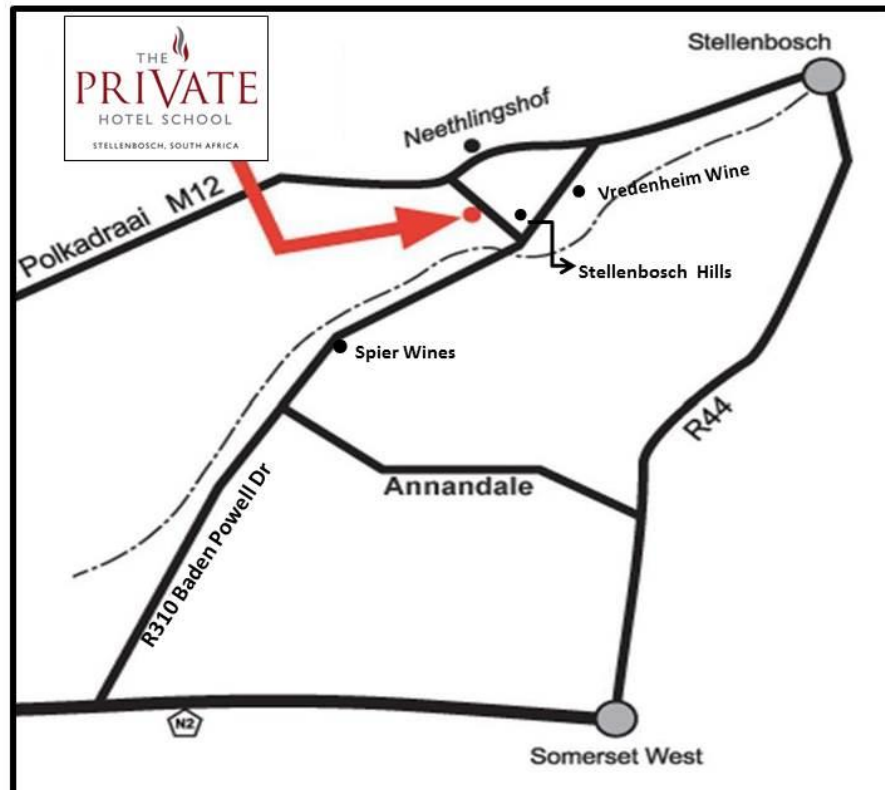 THE
PRIVATE
HOTEL SCHOOL
STELLENBOSCH, SOUTH AFRICA
Stellenbosch
Neethlingshof
Vredenheim Wine
Polkadraai M12
Stellenbosch Hills
Spier Wines
R44
Annandale
R310 Baden Powell Dr
N2
Somerset West